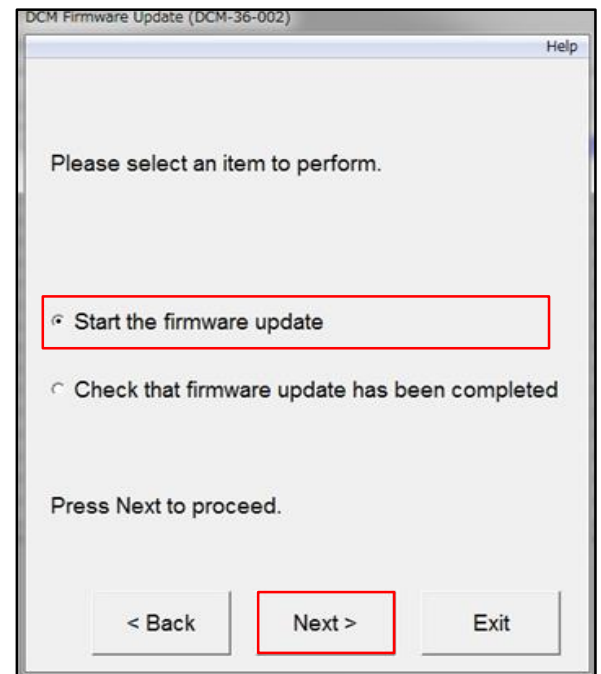 DCM Firmware Update (DCM-36-002)
Help
Please select an item to perform.
Start the firmware update
Check that firmware update has been completed
Press Next to proceed.
< Back Next > Exit